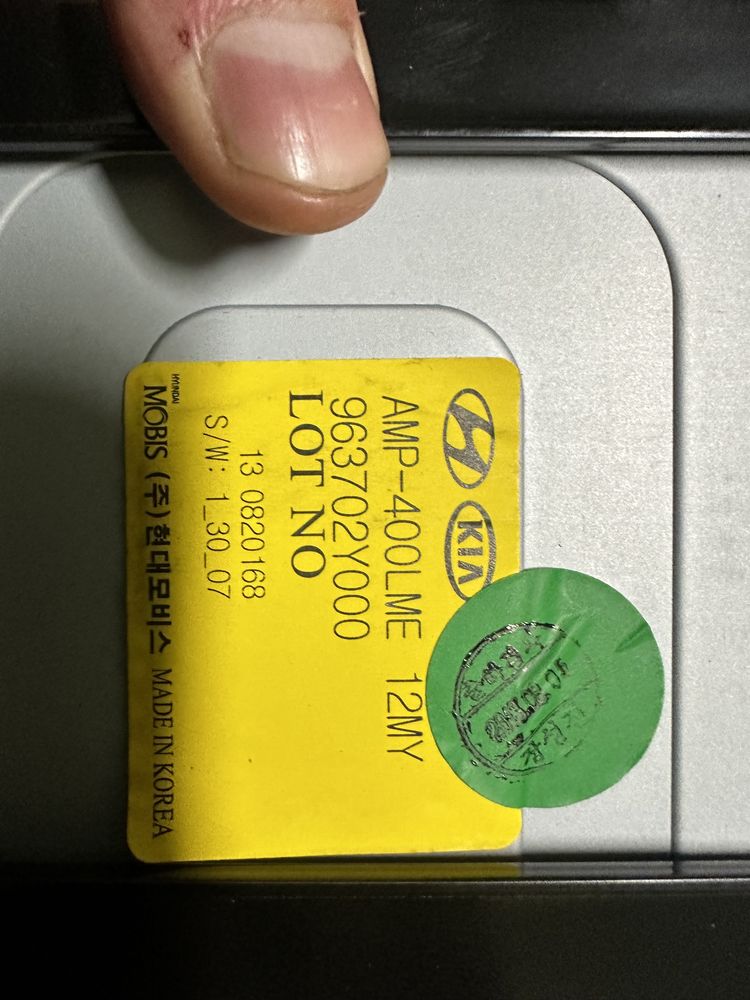 KIA
AMP-400LME 12MY
963702Y000
LOT NO
13 0820168
S/W: 1_30_07
HYUNDAI
MOBIS (주)현대모비스 MADE IN KOREA